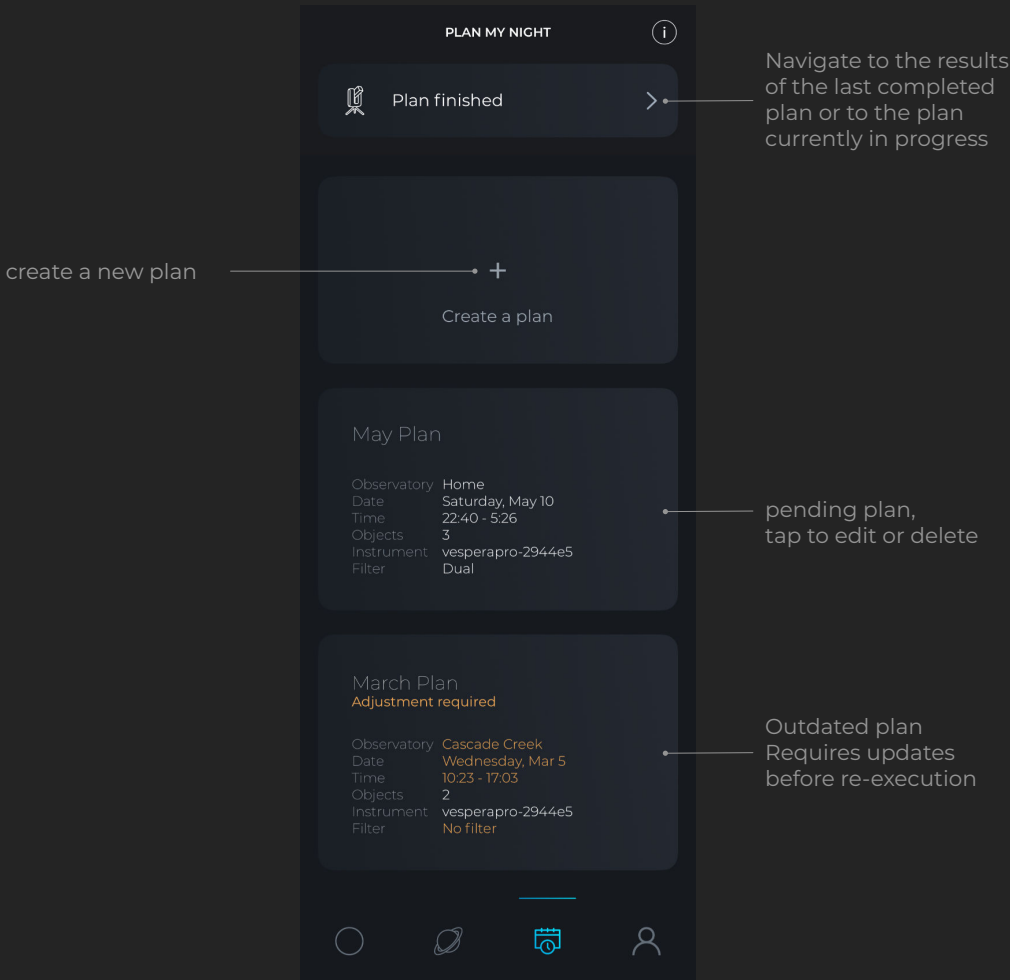 PLAN MY NIGHT
i
Plan finished
Navigate to the results
of the last completed
plan or to the plan
currently in progress
create a new plan
+
Create a plan
May Plan
Observatory Home
Date Saturday, May 10
Time 22:40 - 5:26
Objects 3
Instrument vesperapro-2944e5
Filter Dual
pending plan,
tap to edit or delete
March Plan
Adjustment required
Observatory Cascade Creek
Date Wednesday, Mar 5
Time 10:23 - 17:03
Objects 2
Instrument vesperapro-2944e5
Filter No filter
Outdated plan
Requires updates
before re-execution